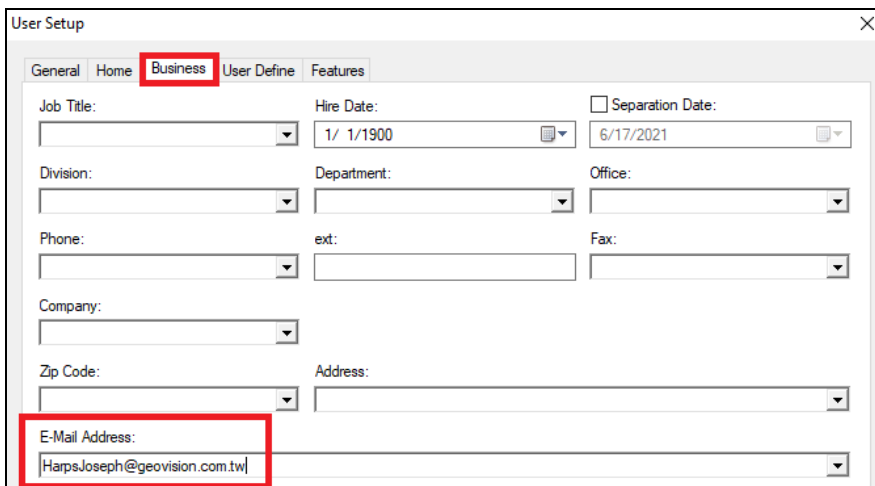 User Setup
General Home Business User Define Features
Job Title: Hire Date: Separation Date:
1/ 1/1900 6/17/2021
Division: Department: Office:
Phone: ext: Fax:
Company:
Zip Code: Address:
E-Mail Address:
HarpsJoseph@geovision.com.tw